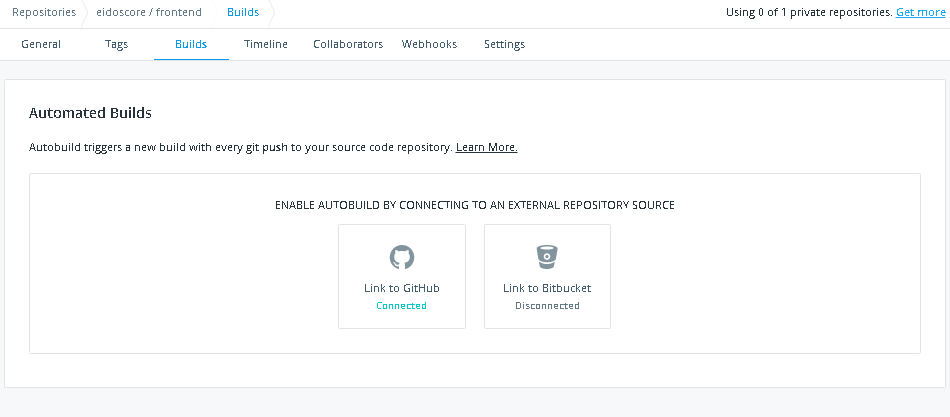 Repositories eidoscore / frontend Builds Using 0 of 1 private repositories. Get more
General Tags Builds Timeline Collaborators Webhooks Settings
Automated Builds
Autobuild triggers a new build with every git push to your source code repository. Learn More.
ENABLE AUTOBUILD BY CONNECTING TO AN EXTERNAL REPOSITORY SOURCE
Link to GitHub Link to Bitbucket
Connected Disconnected